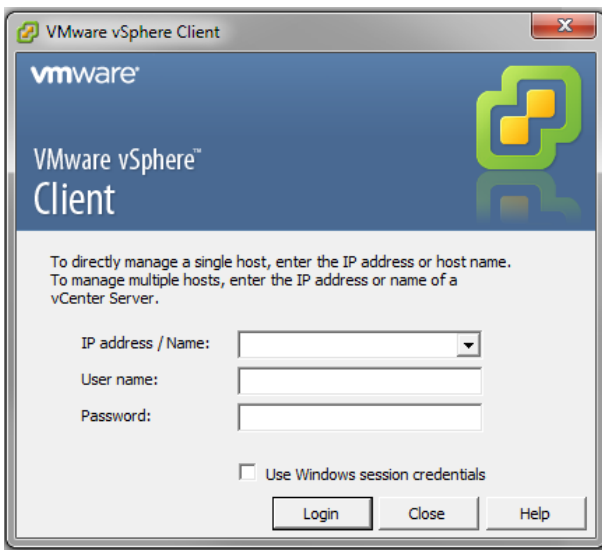 VMware vSphere Client
vmware®
VMware vSphere™
Client
To directly manage a single host, enter the IP address or host name.
To manage multiple hosts, enter the IP address or name of a
vCenter Server.
IP address / Name:
User name:
Password:
Use Windows session credentials
Login Close Help